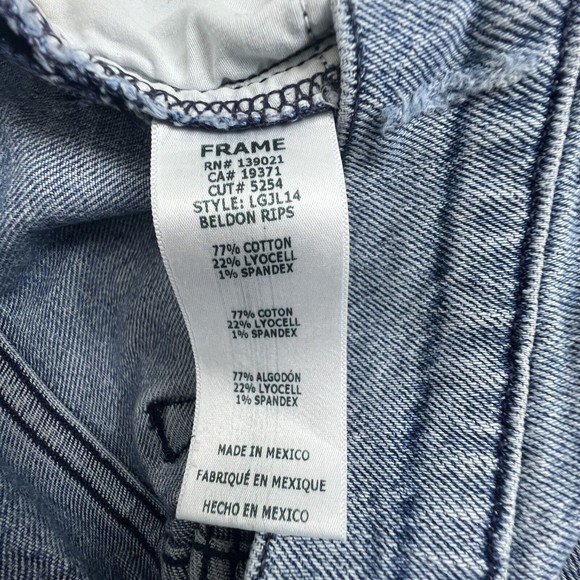 FRAME
RN# 139021
CA# 19371
CUT# 5254
STYLE: LGJL14
BELDON RIPS
77% COTTON
22% LYOCELL
1% SPANDEX
77% COTON
22% LYOCELL
1% SPANDEX
77% ALGODÓN
22% LYOCELL
1% SPANDEX
MADE IN MEXICO
FABRIQUÉ EN MEXIQUE
HECHO EN MEXICO